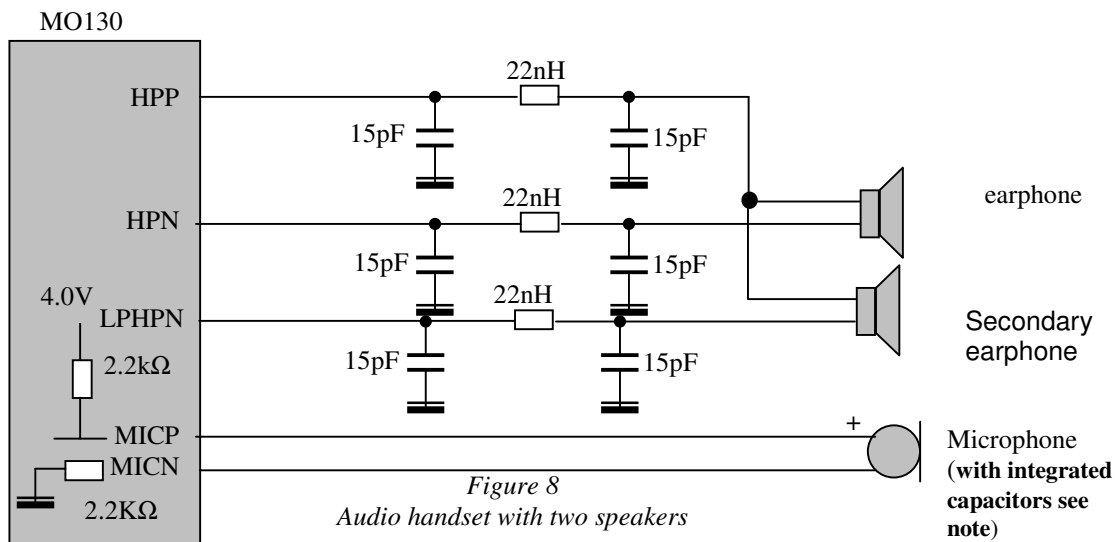 MO130
22nH
HPP
15pF
15pF
22nH
earphone
HPN
15pF
15pF
4.0V
22nH
LPHPN
Secondary
earphone
2.2kΩ
15pF
15pF
+
MICP
Microphone
(with integrated
capacitors see
note)
MICN
2.2KΩ
Figure 8
Audio handset with two speakers